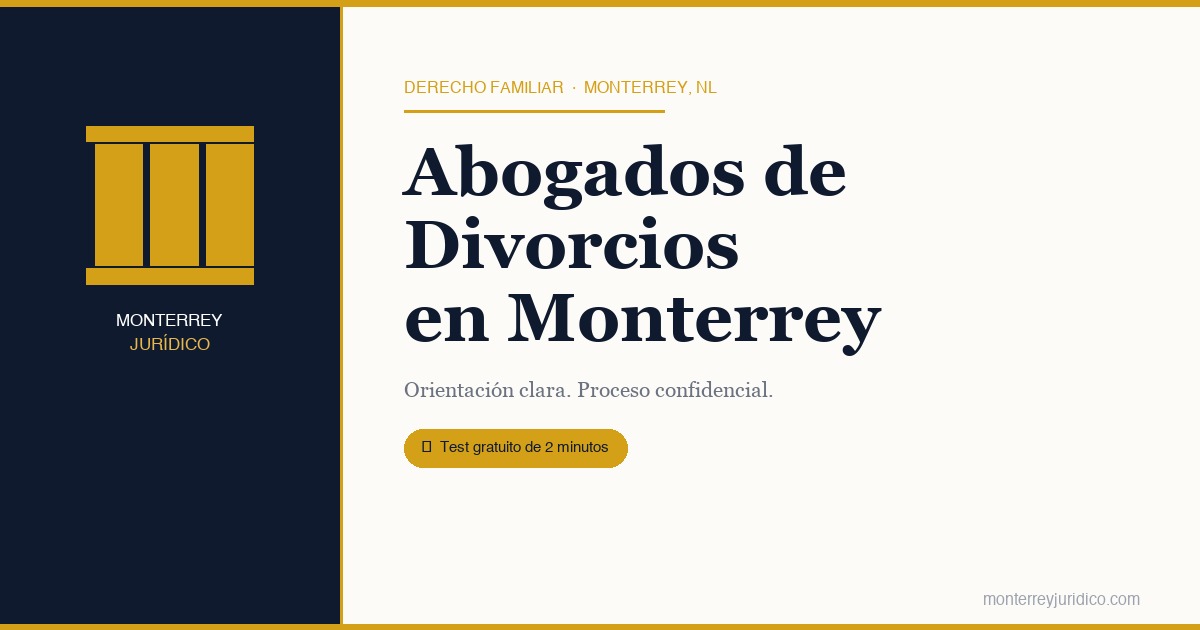 MONTERREY
JURÍDICO
DERECHO FAMILIAR · MONTERREY, NL
Abogados de
Divorcios
en Monterrey
Orientación clara. Proceso confidencial.
Test gratuito de 2 minutos
monterreyjuridico.com